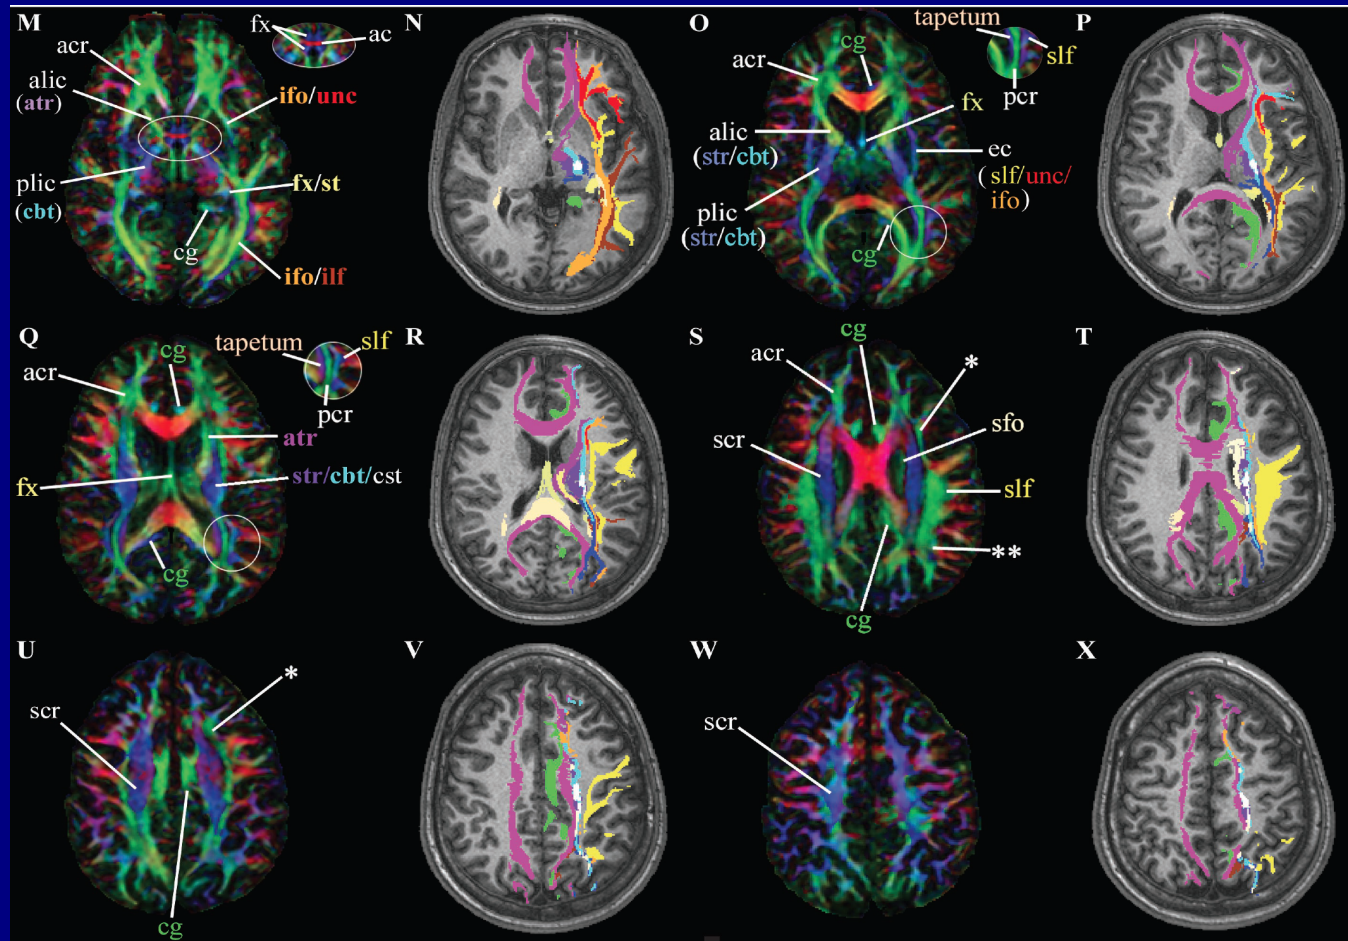 M
fx
ac
acr
alic
(atr)
ifo/unc
plic
(cbt)
fx/st
cg
ifo/ilf
N
O
tapetum
slf
pcr
cg
acr
fx
alic
(str/cbt)
ec
(slf/unc/
ifo)
plic
(str/cbt)
cg
P
Q
tapetum
slf
cg
acr
pcr
atr
str/cbt/cst
fx
cg
R
S
cg
acr
*
scr
sfo
slf
**
cg
T
U
*
scr
cg
V
W
scr
X